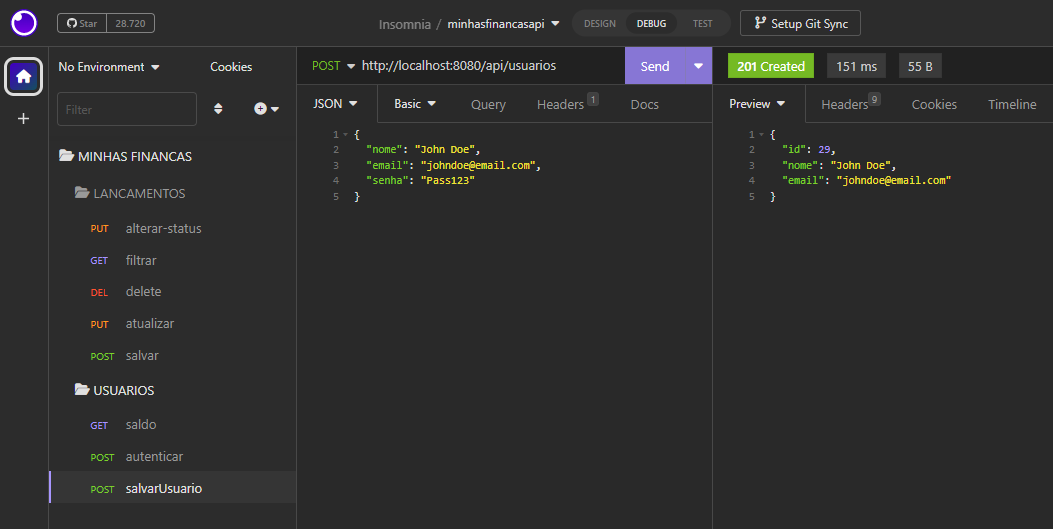 Star 28.720
Insomnia / minhasfinancasapi
DESIGN DEBUG TEST
Setup Git Sync
No Environment
Cookies
Filter
MINHAS FINANCAS
LANCAMENTOS
PUT alterar-status
GET filtrar
DEL delete
PUT atualizar
POST salvar
USUARIOS
GET saldo
POST autenticar
POST salvarUsuario
POST http://localhost:8080/api/usuarios
Send
JSON Basic Query Headers 1 Docs
1 {
2 "nome": "John Doe",
3 "email": "johndoe@email.com",
4 "senha": "Pass123"
5 }
201 Created 151 ms 55 B
Preview Headers 9 Cookies Timeline
1 {
2 "id": 29,
3 "nome": "John Doe",
4 "email": "johndoe@email.com"
5 }